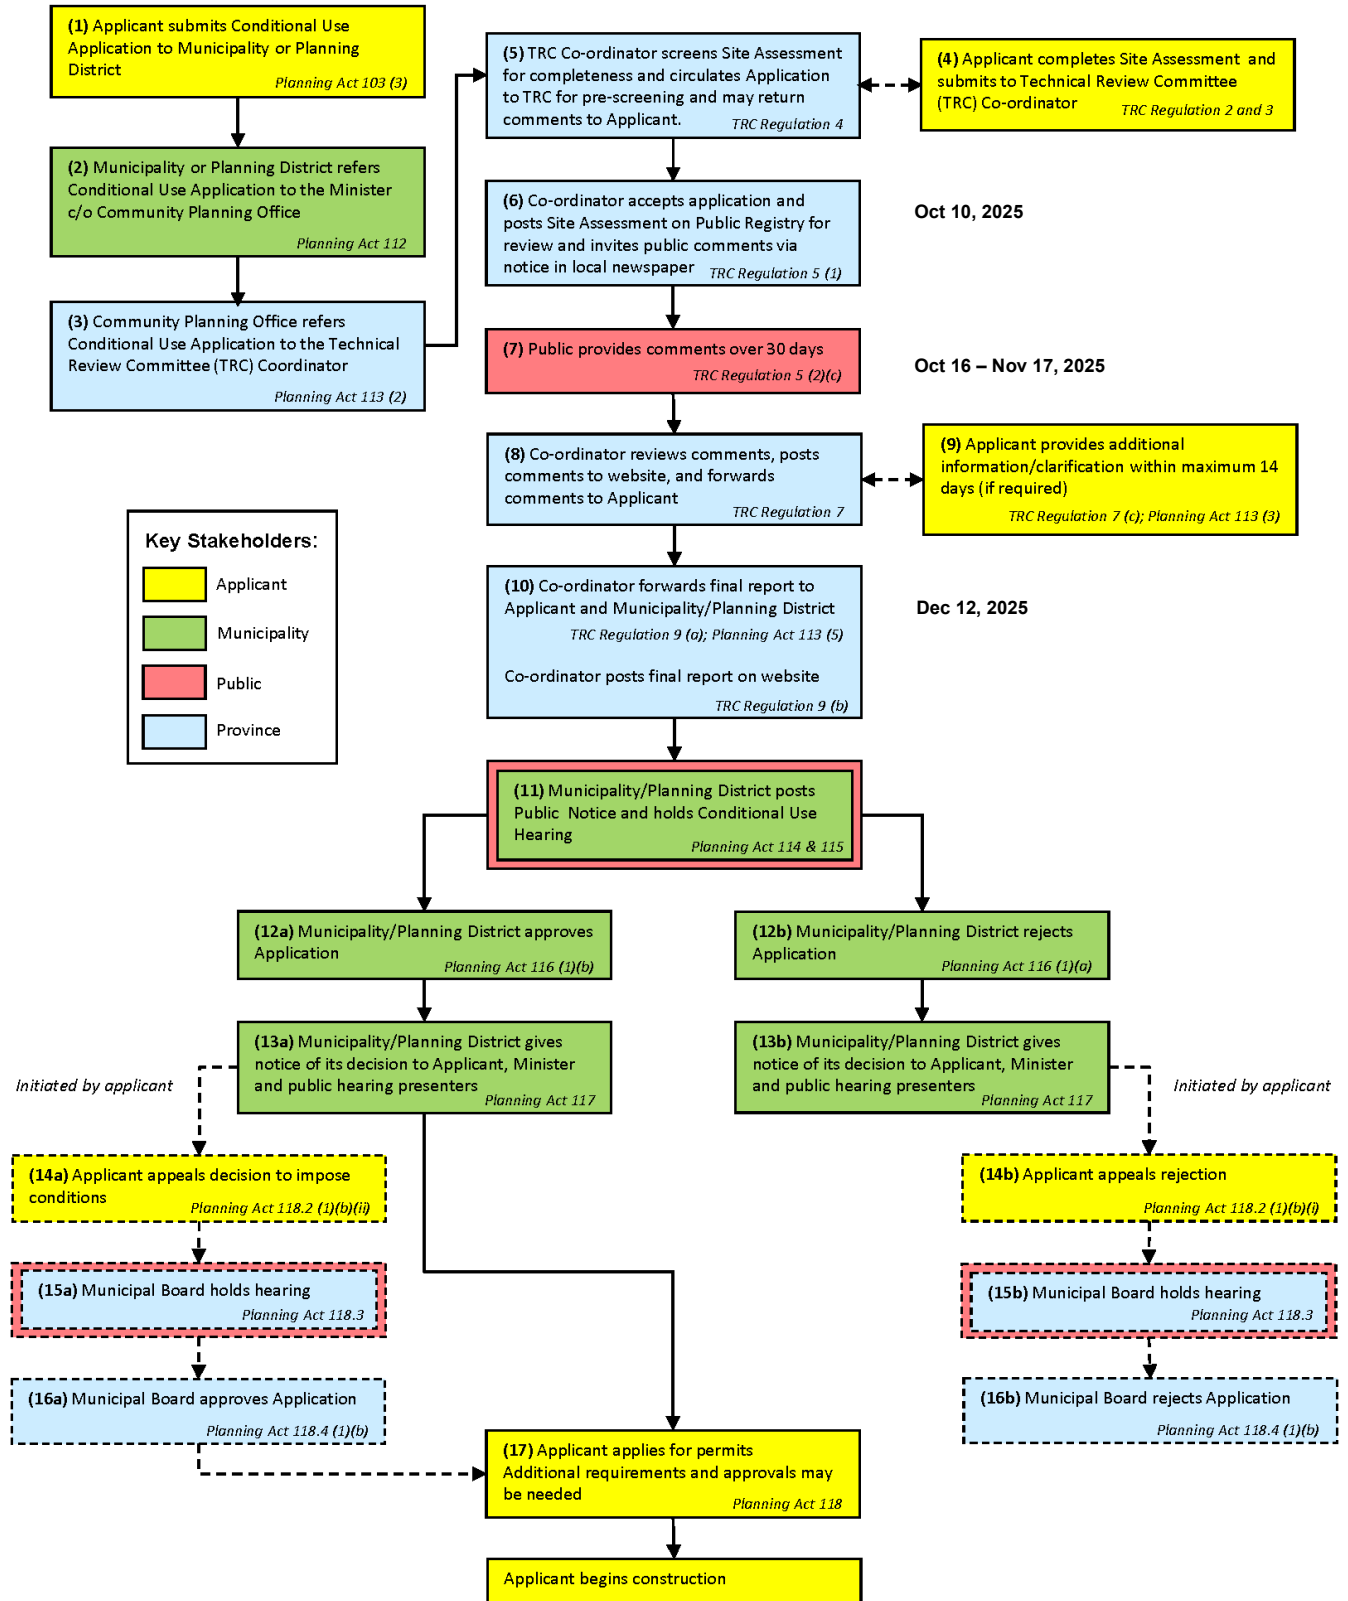 (1) Applicant submits Conditional Use
Application to Municipality or Planning
District
Planning Act 103 (3)
(2) Municipality or Planning District refers
Conditional Use Application to the Minister
c/o Community Planning Office
Planning Act 112
(3) Community Planning Office refers
Conditional Use Application to the Technical
Review Committee (TRC) Coordinator
Planning Act 113 (2)
(5) TRC Co-ordinator screens Site Assessment
for completeness and circulates Application
to TRC for pre-screening and may return
comments to Applicant.
TRC Regulation 4
(4) Applicant completes Site Assessment and
submits to Technical Review Committee
(TRC) Co-ordinator
TRC Regulation 2 and 3
(6) Co-ordinator accepts application and
posts Site Assessment on Public Registry for
review and invites public comments via
notice in local newspaper
TRC Regulation 5 (1)
Oct 10, 2025
(7) Public provides comments over 30 days
TRC Regulation 5 (2)(c)
Oct 16 – Nov 17, 2025
(8) Co-ordinator reviews comments, posts
comments to website, and forwards
comments to Applicant
TRC Regulation 7
(9) Applicant provides additional
information/clarification within maximum 14
days (if required)
TRC Regulation 7 (c); Planning Act 113 (3)
Key Stakeholders:
Applicant
Municipality
Public
Province
(10) Co-ordinator forwards final report to
Applicant and Municipality/Planning District
TRC Regulation 9 (a); Planning Act 113 (5)
Co-ordinator posts final report on website
TRC Regulation 9 (b)
Dec 12, 2025
(11) Municipality/Planning District posts
Public Notice and holds Conditional Use
Hearing
Planning Act 114 & 115
(12a) Municipality/Planning District approves
Application
Planning Act 116 (1)(b)
(12b) Municipality/Planning District rejects
Application
Planning Act 116 (1)(a)
(13a) Municipality/Planning District gives
notice of its decision to Applicant, Minister
and public hearing presenters
Planning Act 117
(13b) Municipality/Planning District gives
notice of its decision to Applicant, Minister
and public hearing presenters
Planning Act 117
Initiated by applicant
Initiated by applicant
(14a) Applicant appeals decision to impose
conditions
Planning Act 118.2 (1)(b)(ii)
(14b) Applicant appeals rejection
Planning Act 118.2 (1)(b)(i)
(15a) Municipal Board holds hearing
Planning Act 118.3
(15b) Municipal Board holds hearing
Planning Act 118.3
(16a) Municipal Board approves Application
Planning Act 118.4 (1)(b)
(16b) Municipal Board rejects Application
Planning Act 118.4 (1)(b)
(17) Applicant applies for permits
Additional requirements and approvals may
be needed
Planning Act 118
Applicant begins construction